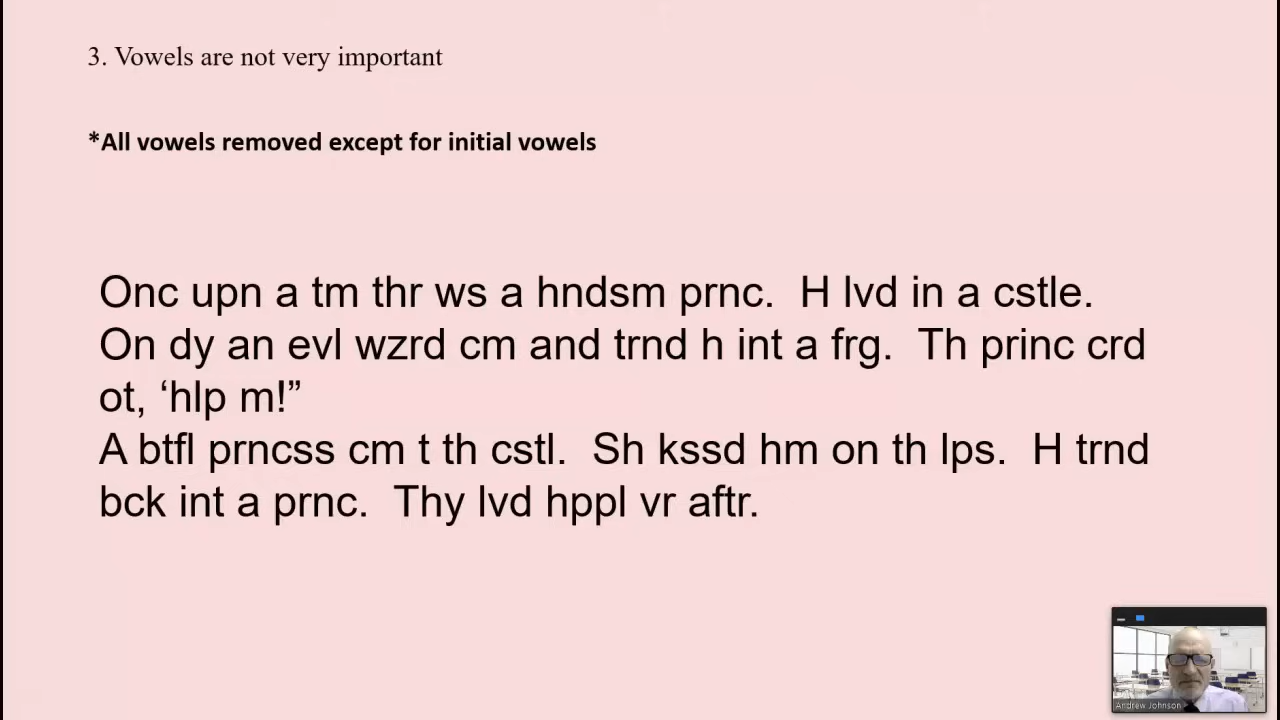 3. Vowels are not very important
*All vowels removed except for initial vowels
Onc upn a tm thr ws a hndsm prnc.  H lvd in a cstle.
On dy an evl wzrd cm and trnd h int a frg.  Th princ crd
ot, ‘hlp m!”
A btfl prncss cm t th cstl.  Sh kssd hm on th lps.  H trnd
bck int a prnc.  Thy lvd hppl vr aftr.
Andrew Johnson